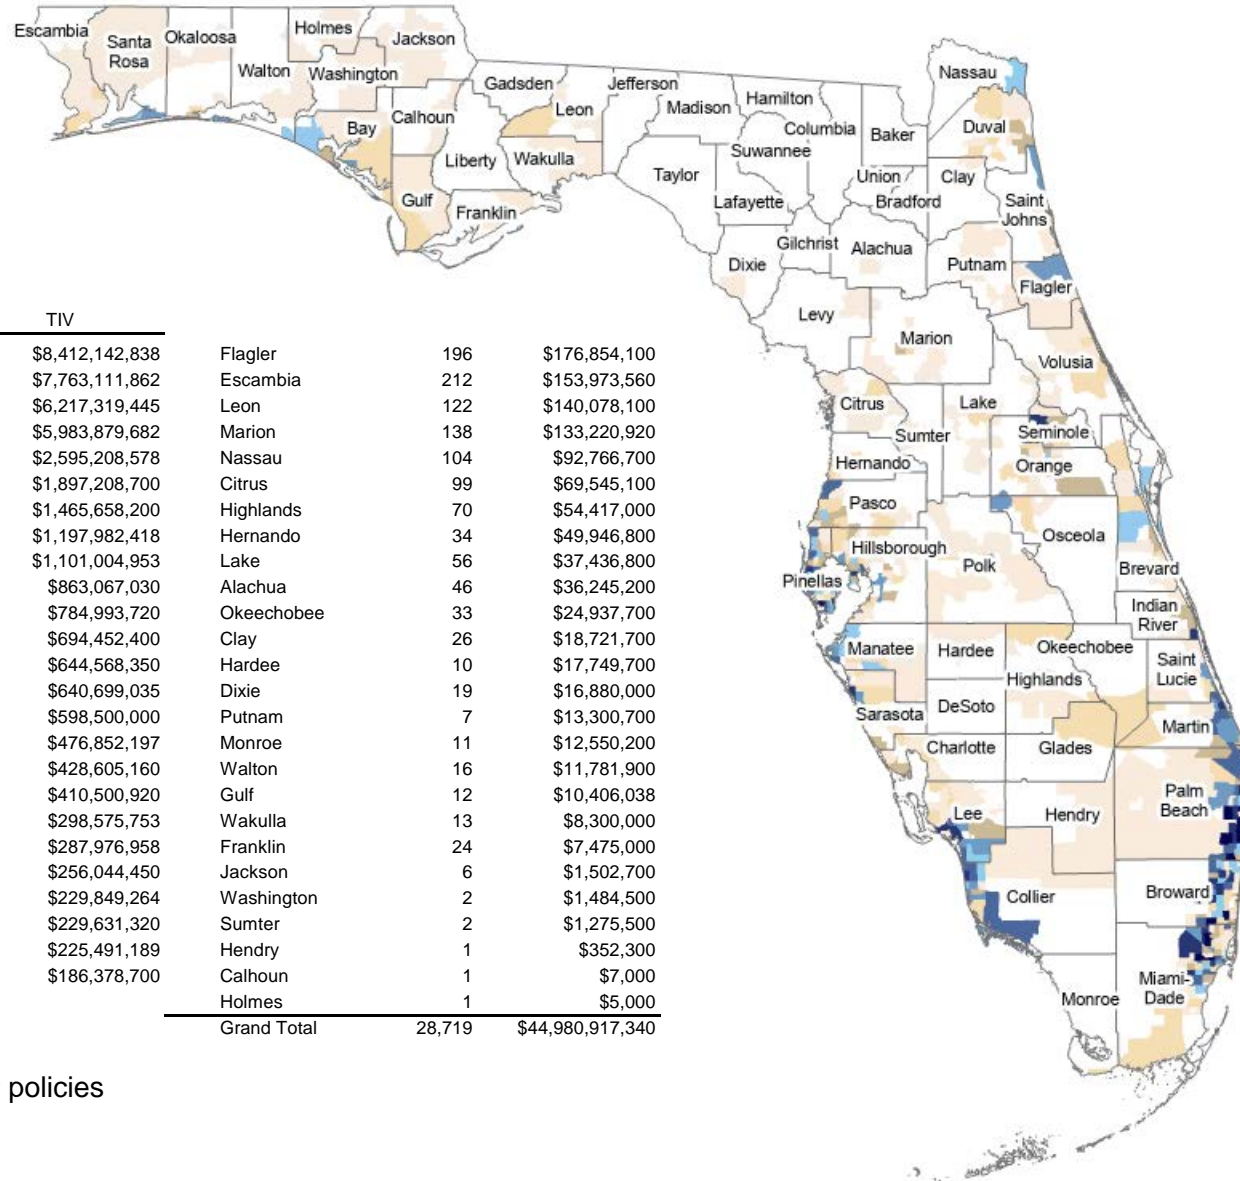 Escambia
Santa
Rosa
Okaloosa
Holmes
Jackson
Walton
Washington
Bay
Calhoun
Gulf
Liberty
Franklin
Gadsden
Leon
Wakulla
Jefferson
Madison
Hamilton
Taylor
Suwannee
Columbia
Lafayette
Baker
Nassau
Duval
Union
Bradford
Clay
Saint
Johns
Dixie
Gilchrist
Alachua
Putnam
Flagler
Levy
Marion
Volusia
Citrus
Lake
Sumter
Seminole
Hernando
Orange
Pasco
Osceola
Hillsborough
Polk
Brevard
Pinellas
Indian
River
Manatee
Hardee
Okeechobee
Highlands
Saint
Lucie
Sarasota
DeSoto
Martin
Charlotte
Glades
Palm
Beach
Lee
Hendry
Collier
Broward
Monroe
Miami-
Dade
TIV
$8,412,142,838 Flagler 196 $176,854,100
$7,763,111,862 Escambia 212 $153,973,560
$6,217,319,445 Leon 122 $140,078,100
$5,983,879,682 Marion 138 $133,220,920
$2,595,208,578 Nassau 104 $92,766,700
$1,897,208,700 Citrus 99 $69,545,100
$1,465,658,200 Highlands 70 $54,417,000
$1,197,982,418 Hernando 34 $49,946,800
$1,101,004,953 Lake 56 $37,436,800
$863,067,030 Alachua 46 $36,245,200
$784,993,720 Okeechobee 33 $24,937,700
$694,452,400 Clay 26 $18,721,700
$644,568,350 Hardee 10 $17,749,700
$640,699,035 Dixie 19 $16,880,000
$598,500,000 Putnam 7 $13,300,700
$476,852,197 Monroe 11 $12,550,200
$428,605,160 Walton 16 $11,781,900
$410,500,920 Gulf 12 $10,406,038
$298,575,753 Wakulla 13 $8,300,000
$287,976,958 Franklin 24 $7,475,000
$256,044,450 Jackson 6 $1,502,700
$229,849,264 Washington 2 $1,484,500
$229,631,320 Sumter 2 $1,275,500
$225,491,189 Hendry 1 $352,300
$186,378,700 Calhoun 1 $7,000
Holmes 1 $5,000
Grand Total 28,719 $44,980,917,340
policies